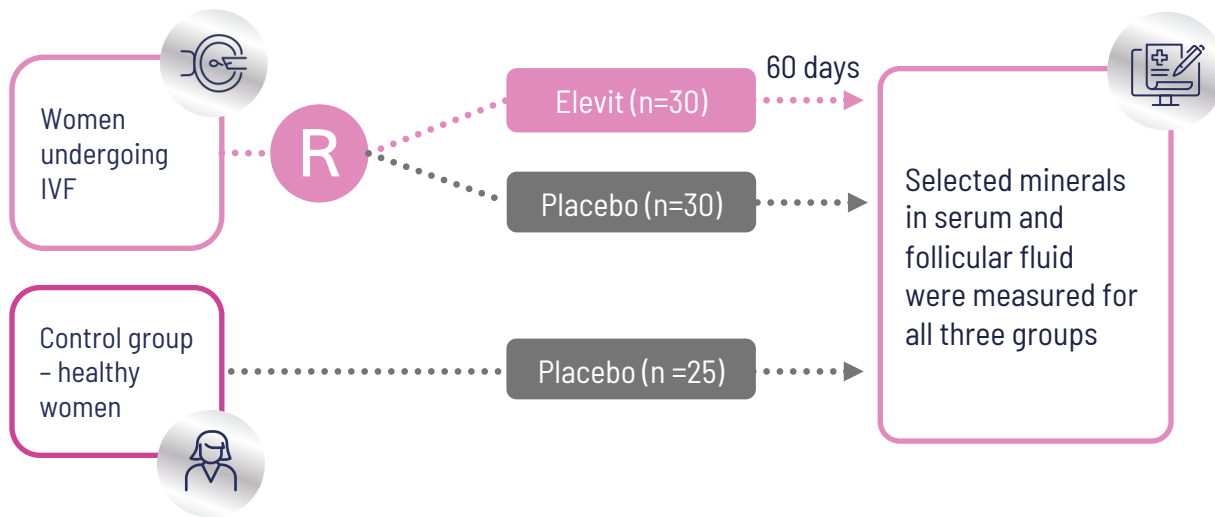 Women
undergoing
IVF
R
Elevit (n=30)
60 days
Placebo (n=30)
Control group
– healthy
women
Placebo (n =25)
Selected minerals
in serum and
follicular fluid
were measured for
all three groups